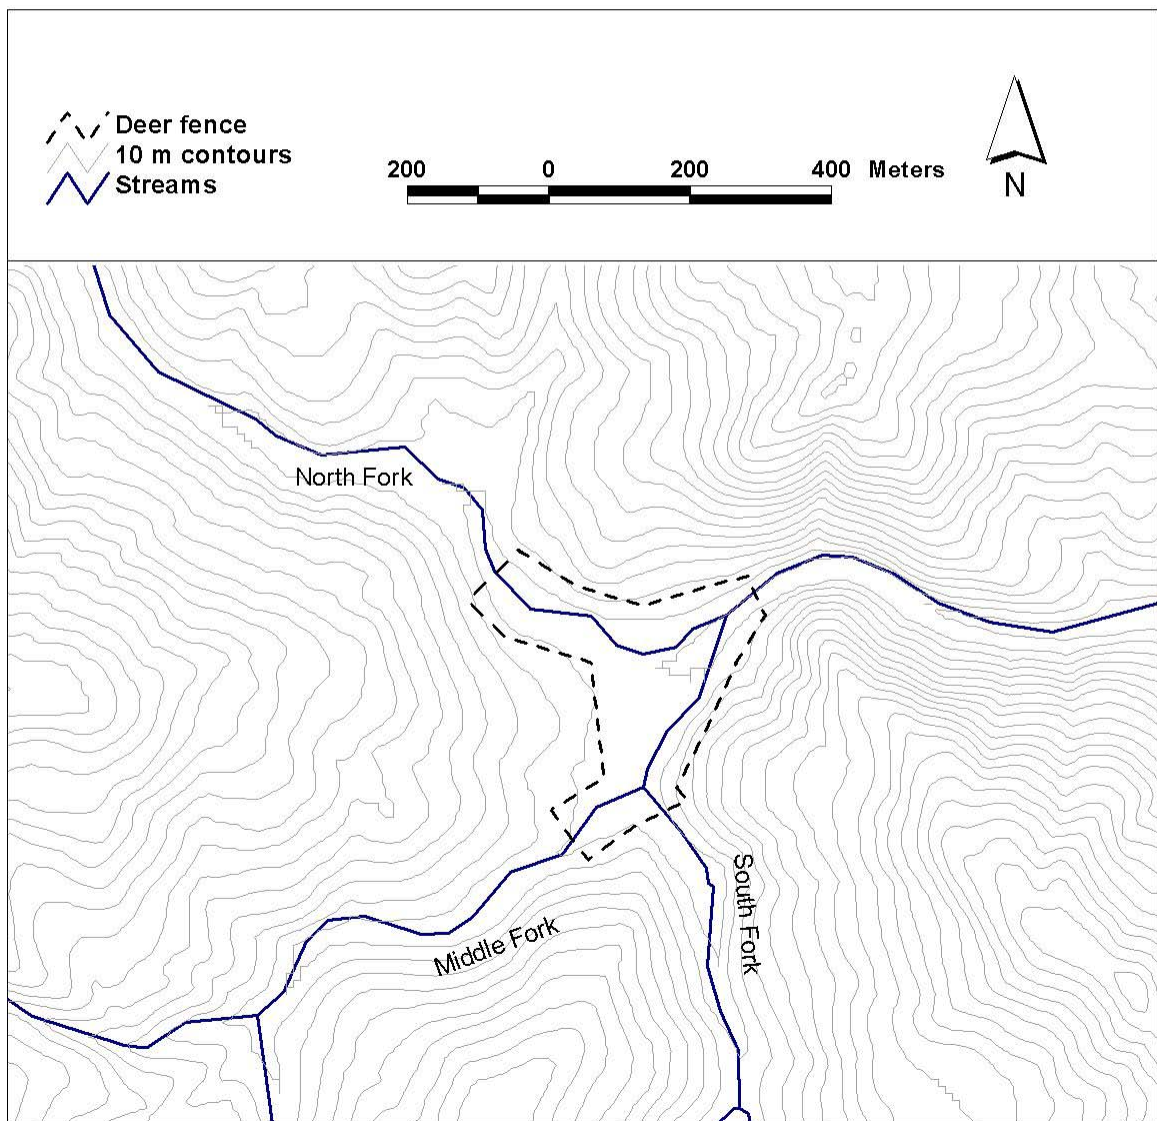 Deer fence
10 m contours
Streams
200 0 200 400 Meters
N
North Fork
South Fork
Middle Fork